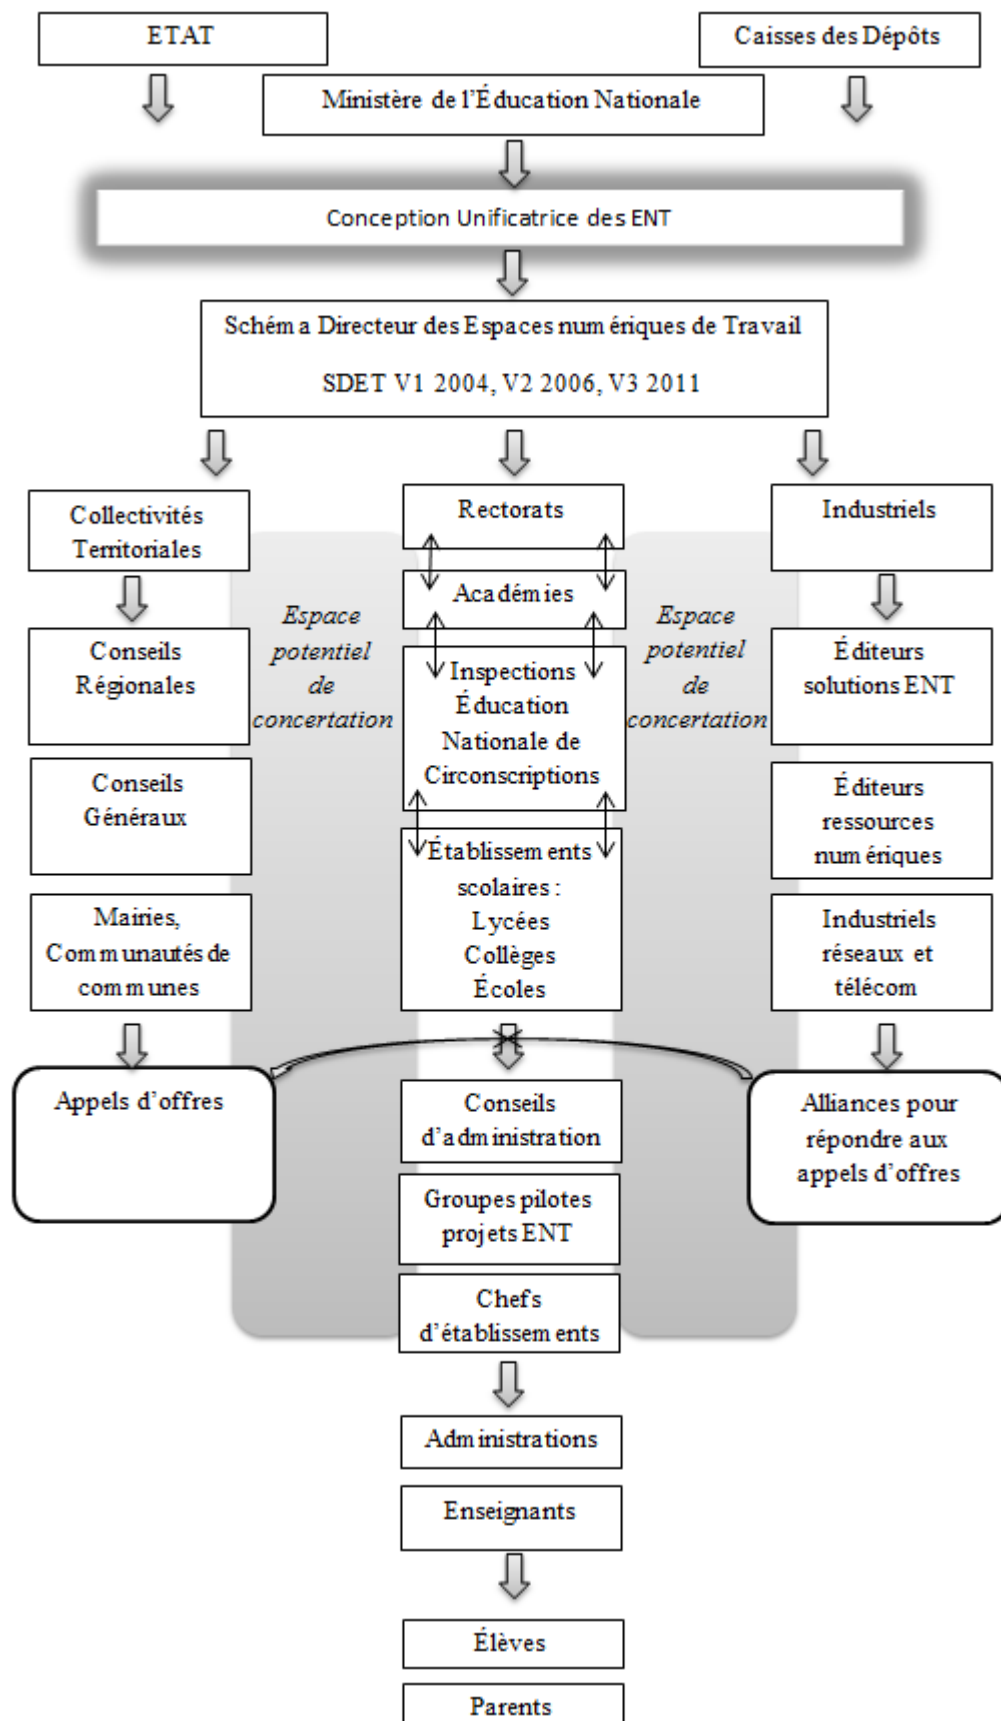 ETAT
Caisses des Dépôts
Ministère de l'Éducation Nationale
Conception Unificatrice des ENT
Schéma Directeur des Espaces numériques de Travail
SDET V1 2004, V2 2006, V3 2011
Collectivités
Territoriales
Rectorats
Industriels
Académies
Espace
potentiel
de
concertation
Espace
potentiel
de
concertation
Conseils
Régionales
Inspections
Éducation
Nationale de
Circonscriptions
Éditeurs
solutions ENT
Conseils
Généraux
Éditeurs
ressources
numériques
Établissements
scolaires :
Lycées
Collèges
Écoles
Mairies,
Communautés de
communes
Industriels
réseaux et
télécom
Appels d'offres
Conseils
d'administration
Alliances pour
répondre aux
appels d'offres
Groupes pilotes
projets ENT
Chefs
d'établissements
Administrations
Enseignants
Élèves
Parents